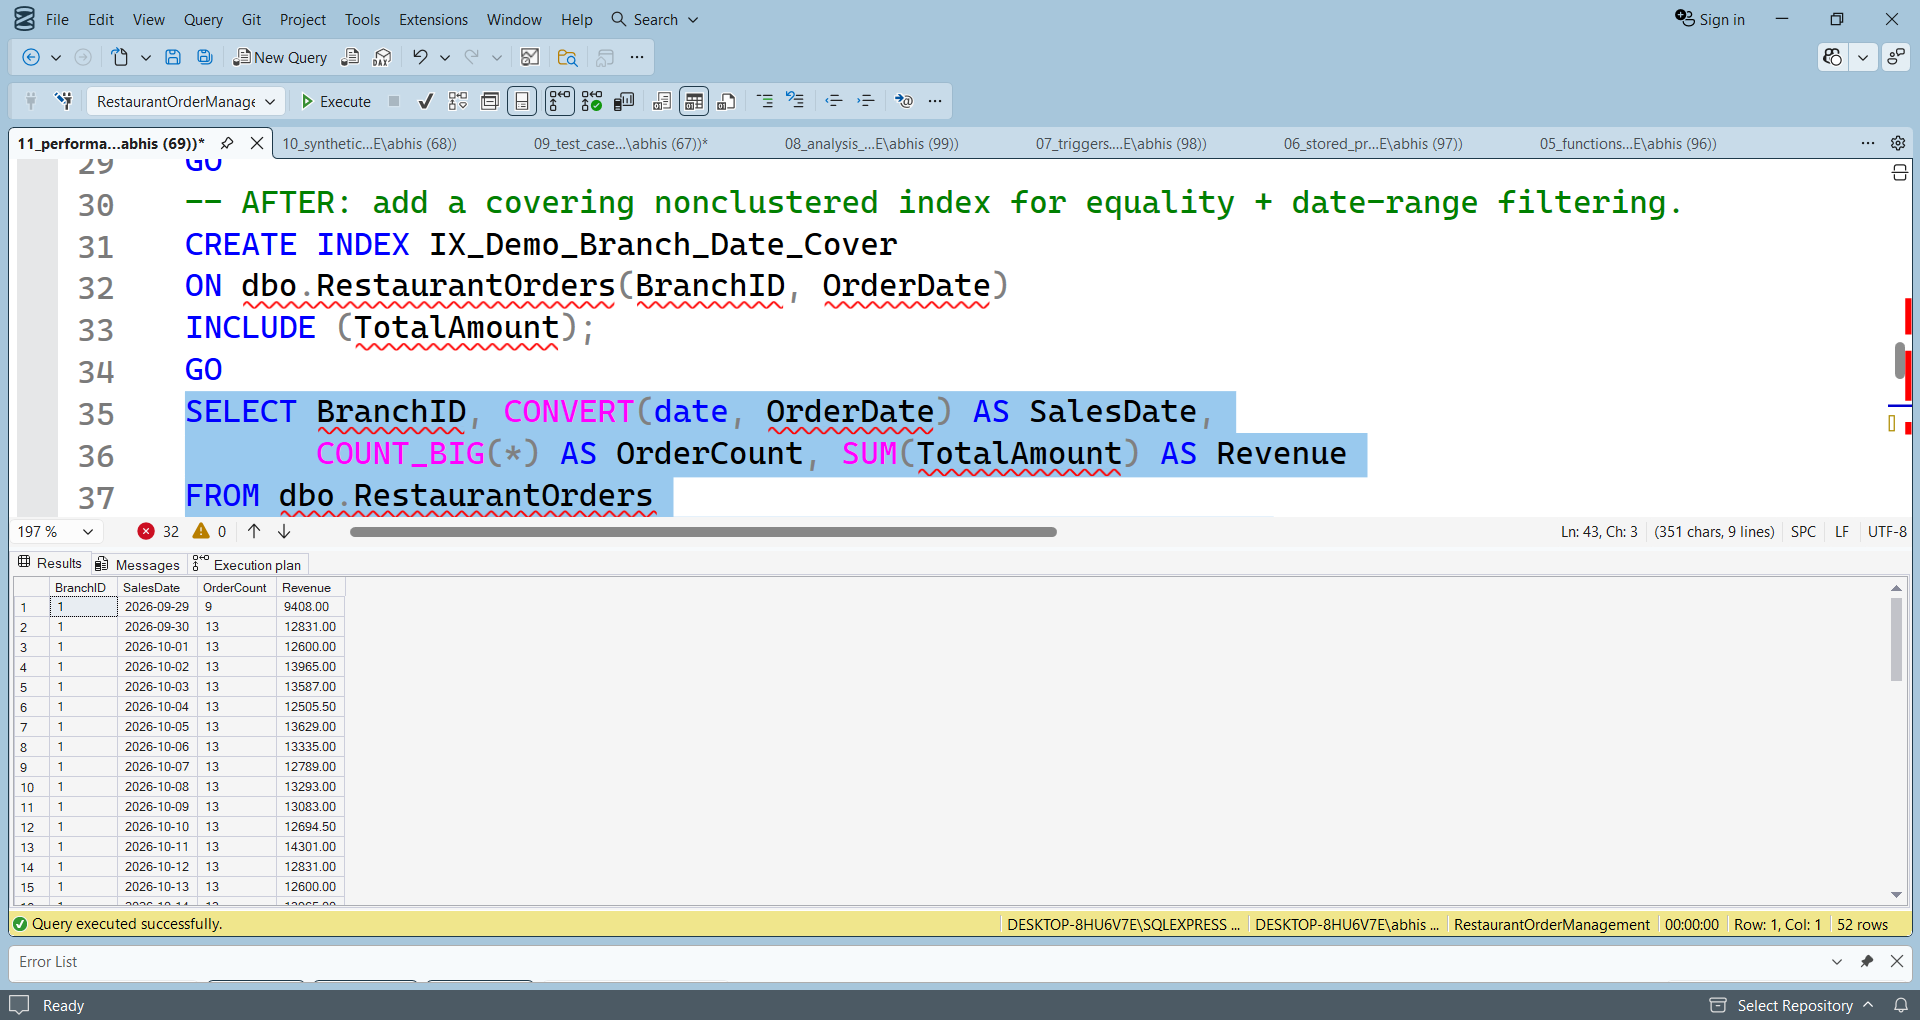 File Edit View Query Git Project Tools Extensions Window Help Search Sign in
New Query
RestaurantOrderManage Execute
11_performa...abhis (69))* 10_synthetic...E\abhis (68)) 09_test_case...\abhis (67))* 08_analysis_...E\abhis (99)) 07_triggers....E\abhis (98)) 06_stored_pr...E\abhis (97)) 05_functions...E\abhis (96))
29 GO
30 -- AFTER: add a covering nonclustered index for equality + date-range filtering.
31 CREATE INDEX IX_Demo_Branch_Date_Cover
32 ON dbo.RestaurantOrders(BranchID, OrderDate)
33 INCLUDE (TotalAmount);
34 GO
35 SELECT BranchID, CONVERT(date, OrderDate) AS SalesDate,
36 COUNT_BIG(*) AS OrderCount, SUM(TotalAmount) AS Revenue
37 FROM dbo.RestaurantOrders
197 % 32 0 Ln: 43, Ch: 3 (351 chars, 9 lines) SPC LF UTF-8
Results Messages Execution plan
BranchID SalesDate OrderCount Revenue
1 1 2026-09-29 9 9408.00
2 1 2026-09-30 13 12831.00
3 1 2026-10-01 13 12600.00
4 1 2026-10-02 13 13965.00
5 1 2026-10-03 13 13587.00
6 1 2026-10-04 13 12505.50
7 1 2026-10-05 13 13629.00
8 1 2026-10-06 13 13335.00
9 1 2026-10-07 13 12789.00
10 1 2026-10-08 13 13293.00
11 1 2026-10-09 13 13083.00
12 1 2026-10-10 13 12694.50
13 1 2026-10-11 13 14301.00
14 1 2026-10-12 13 12831.00
15 1 2026-10-13 13 12600.00
Query executed successfully. DESKTOP-8HU6V7E\SQLEXPRESS ... DESKTOP-8HU6V7E\abhis ... RestaurantOrderManagement 00:00:00 Row: 1, Col: 1 52 rows
Error List
Ready Select Repository